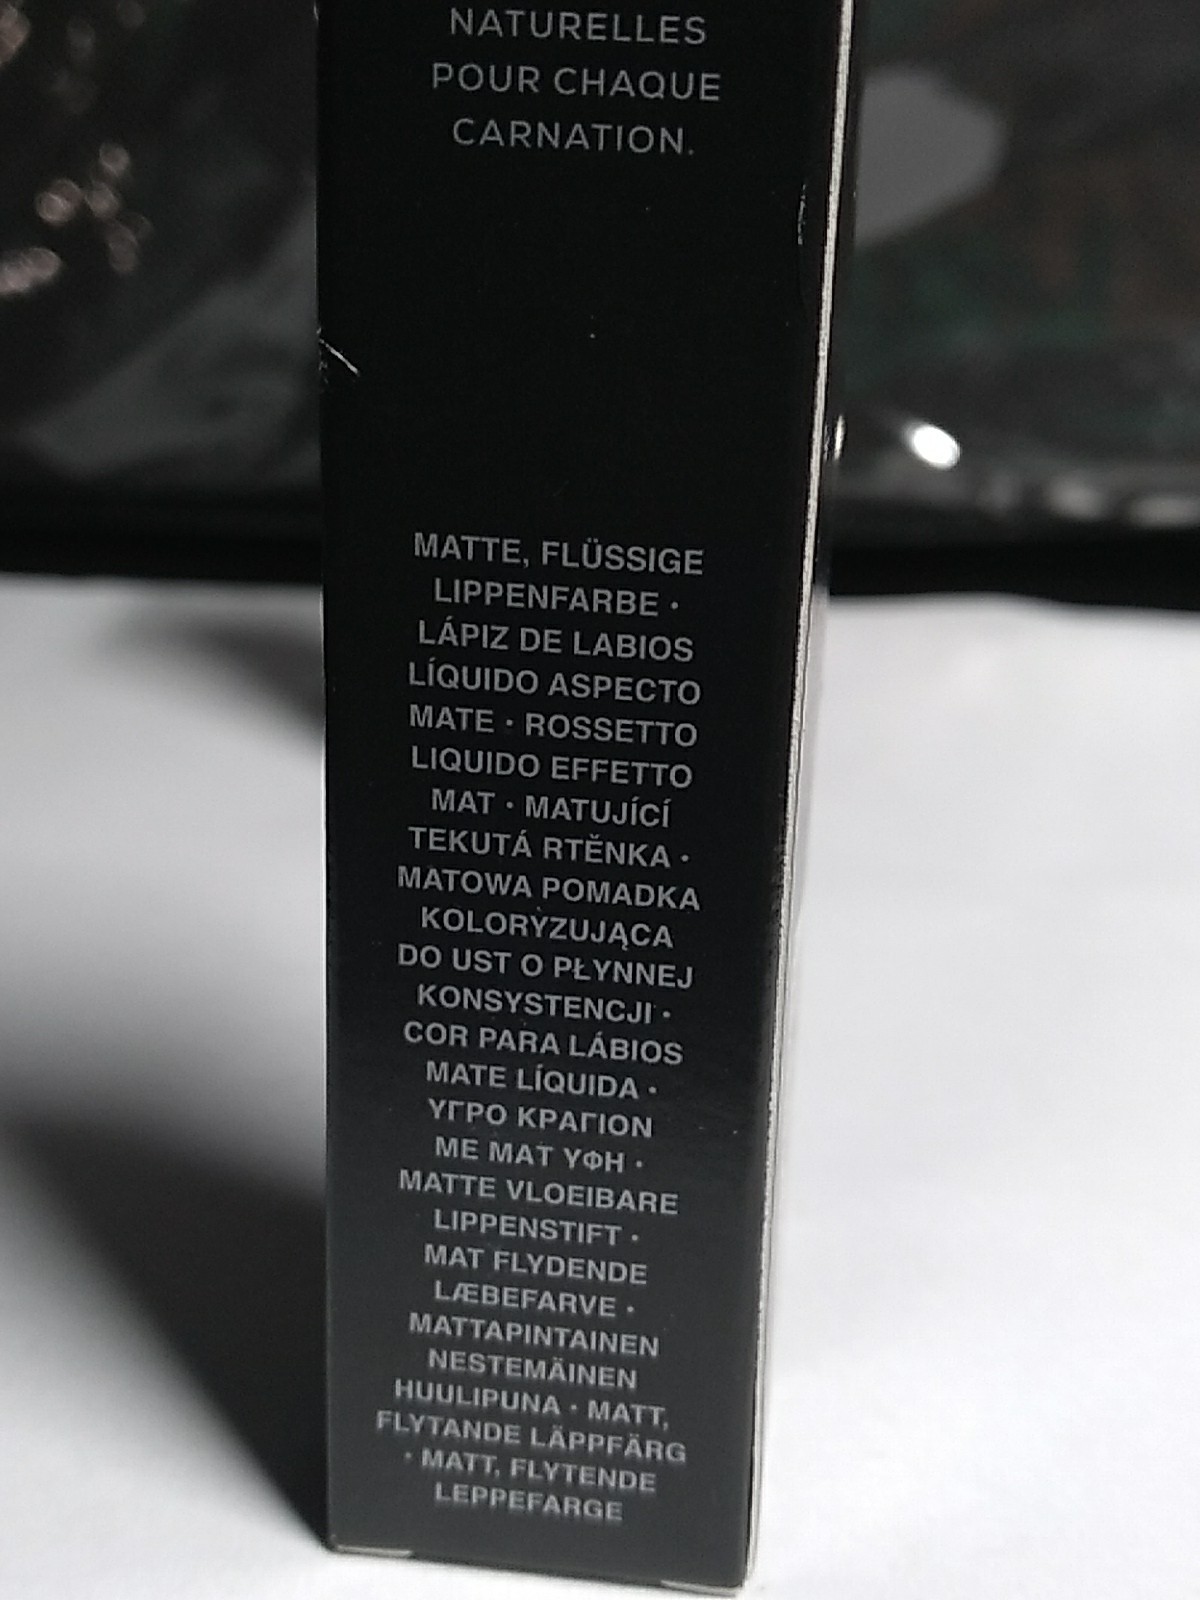 NATURELLES
POUR CHAQUE
CARNATION.
MATTE, FLÜSSIGE
LIPPENFARBE •
LÁPIZ DE LABIOS
LÍQUIDO ASPECTO
MATE • ROSSETTO
LIQUIDO EFFETTO
MAT • MATUJÍCÍ
TEKUTÁ RTĚNKA •
MATOWA POMADKA
KOLORYZUJĄCA
DO UST O PŁYNNEJ
KONSYSTENCJI •
COR PARA LÁBIOS
MATE LÍQUIDA •
ΥΓΡΟ ΚΡΑΓΙΟΝ
ΜΕ ΜΑΤ ΥΦΗ •
MATTE VLOEIBARE
LIPPENSTIFT •
MAT FLYDENDE
LÆBEFARVE •
MATTAPINTAINEN
NESTEMÄINEN
HUULIPUNA • MATT,
FLYTANDE LÄPPFÄRG
• MATT, FLYTENDE
LEPPEFARGE